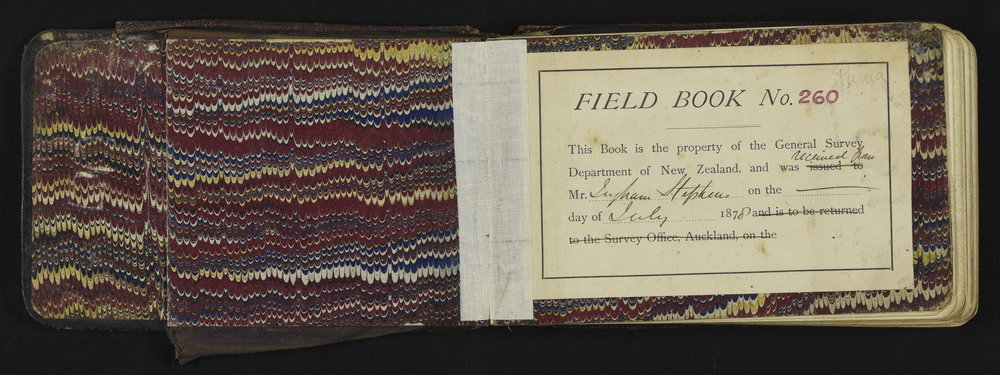 FIELD BOOK No. 260
This Book is the property of the General Survey
received from
Department of New Zealand. and was issued to
Mr. Ingham Stephens on the
day of July 1878 and is to be returned
to the Survey Office, Auckland, on the